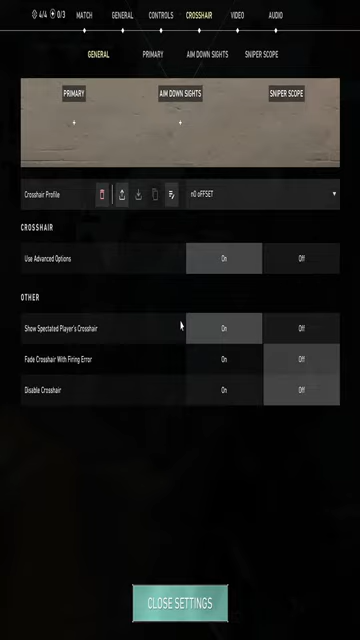 4/4 0/3 MATCH GENERAL CONTROLS CROSSHAIR VIDEO AUDIO
GENERAL PRIMARY AIM DOWN SIGHTS SNIPER SCOPE
PRIMARY AIM DOWN SIGHTS SNIPER SCOPE
Crosshair Profile n0 oFFSET
CROSSHAIR
Use Advanced Options On Off
OTHER
Show Spectated Player's Crosshair On Off
Fade Crosshair With Firing Error On Off
Disable Crosshair On Off
CLOSE SETTINGS